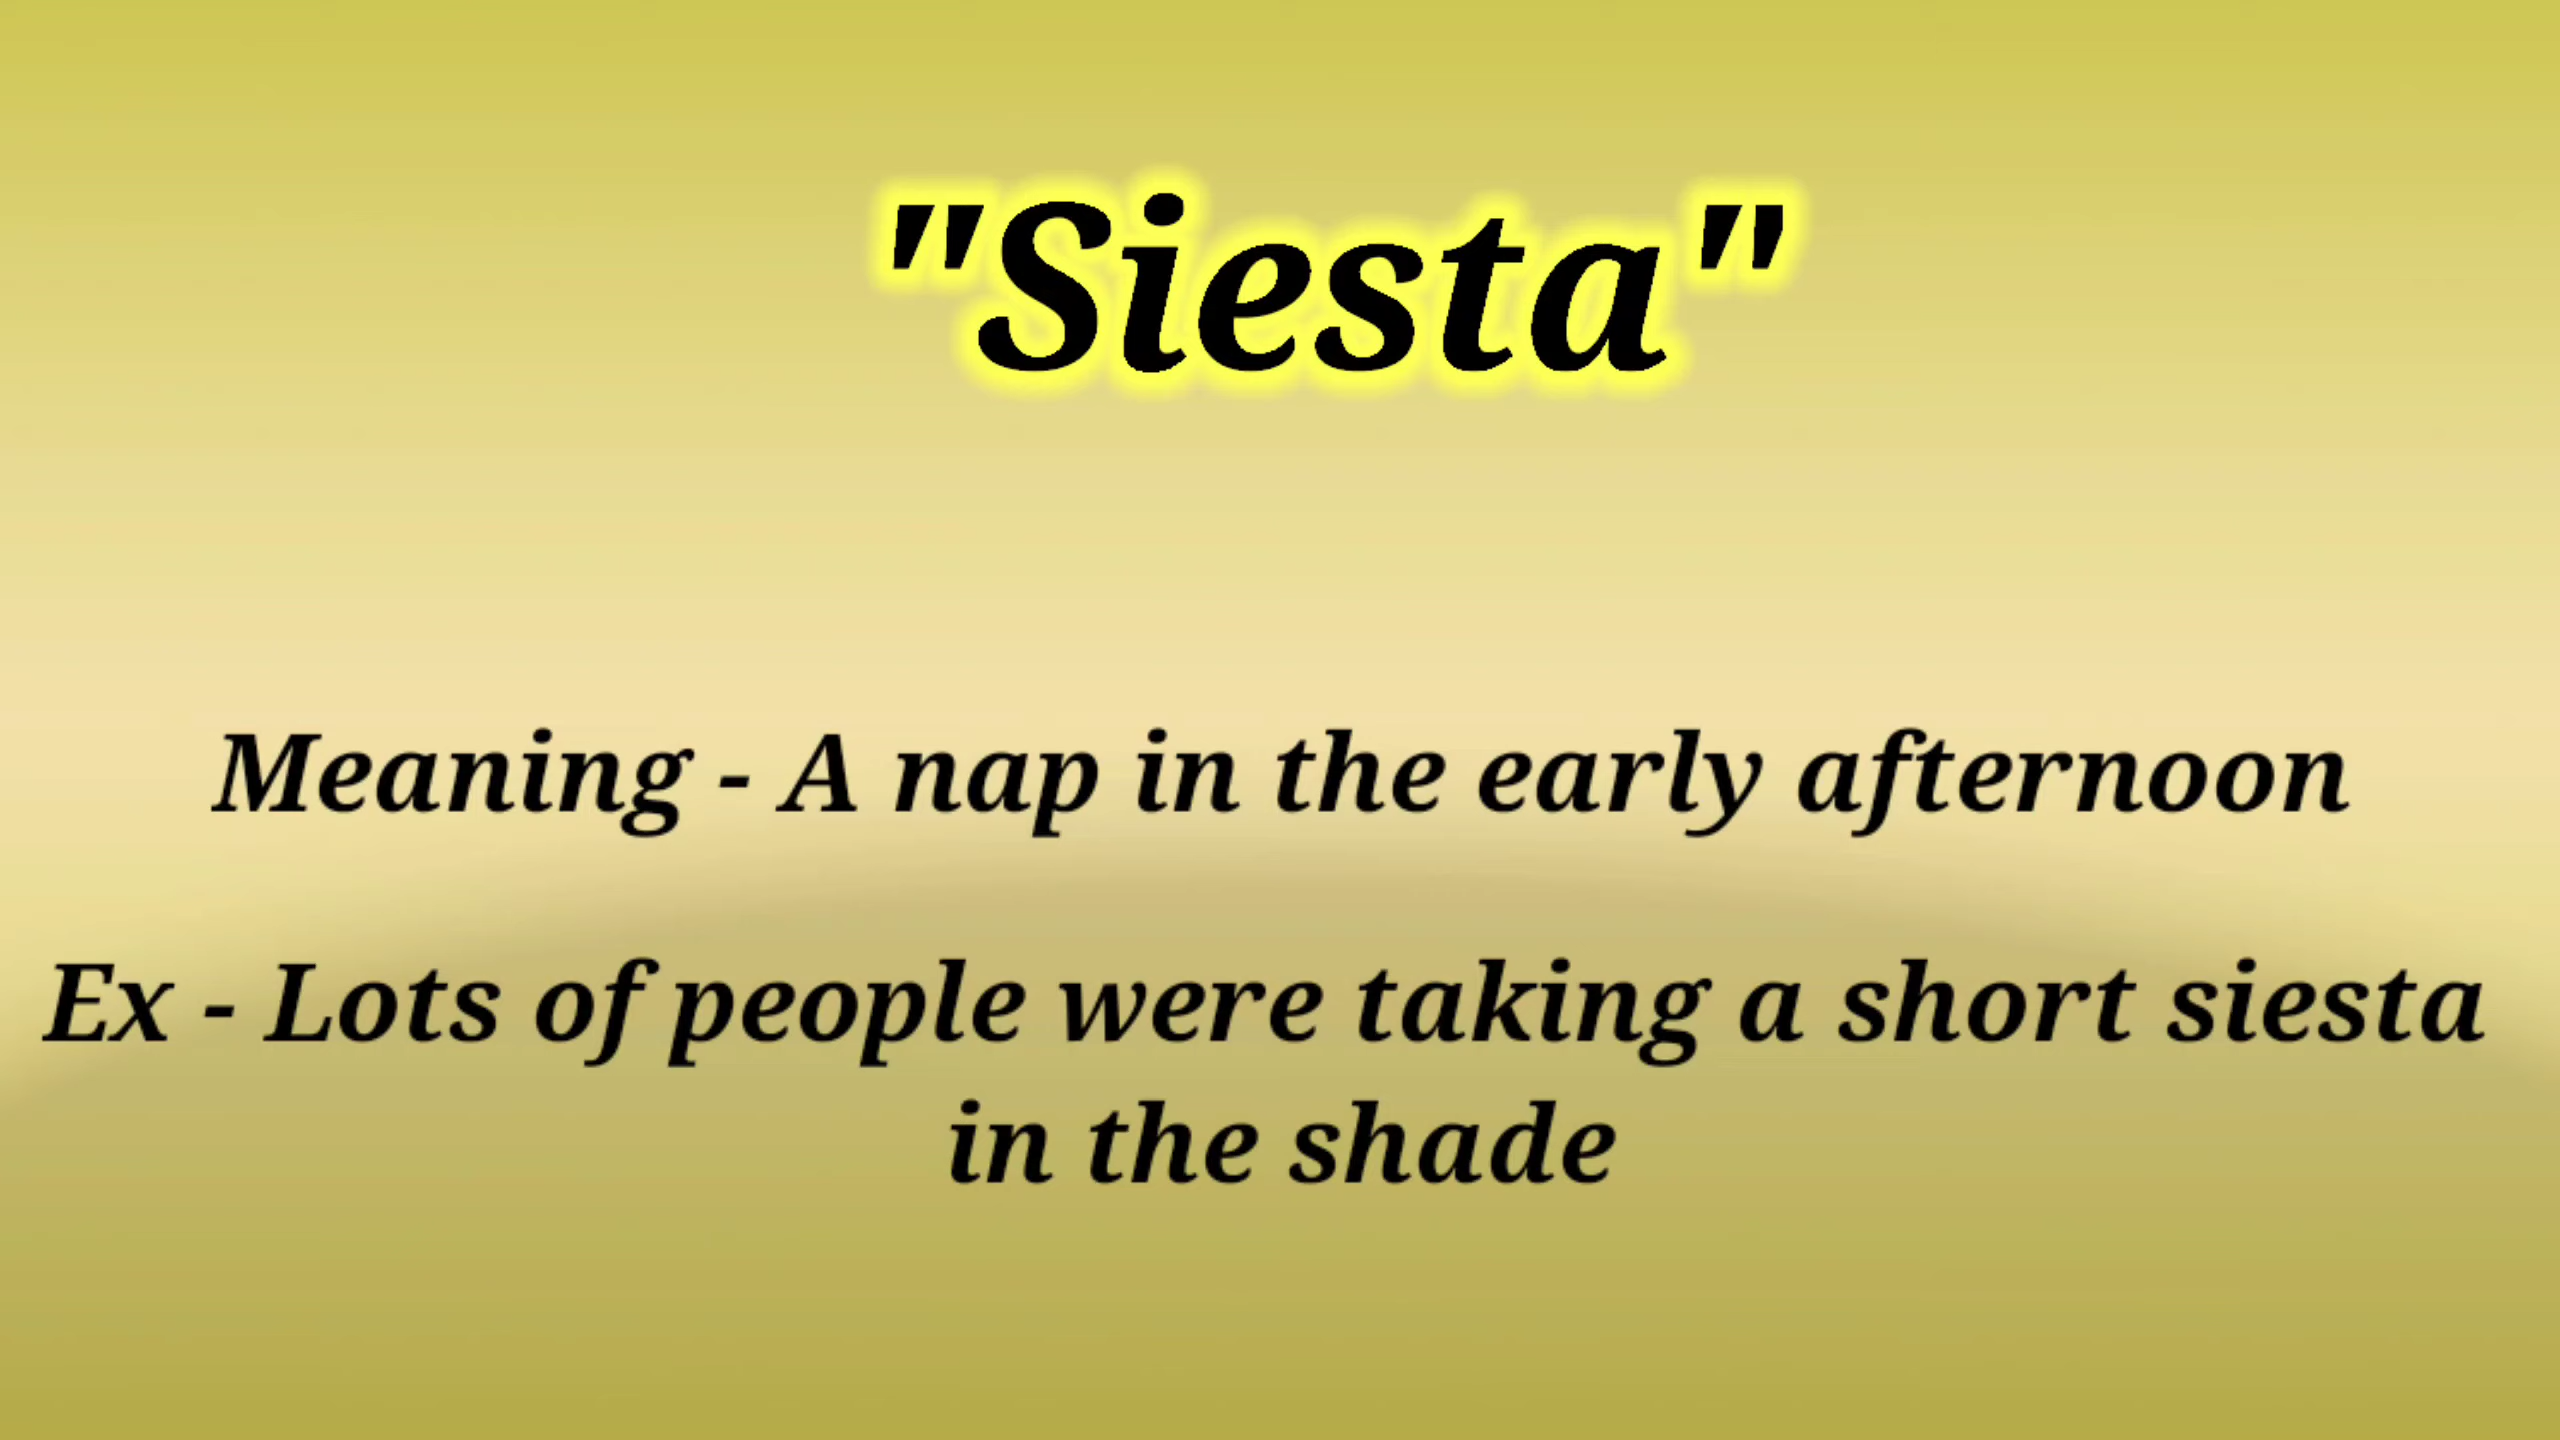 "Siesta"
Meaning - A nap in the early afternoon
Ex - Lots of people were taking a short siesta
in the shade